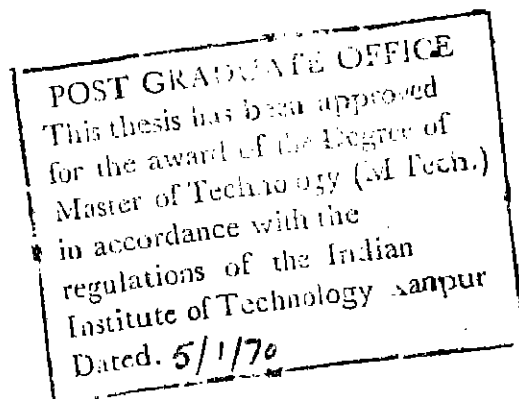 POST GRADUATE OFFICE
This thesis has been approved
for the award of the Degree of
Master of Technology (M Tech.)
in accordance with the
regulations of the Indian
Institute of Technology Kanpur
Dated. 5/1/70